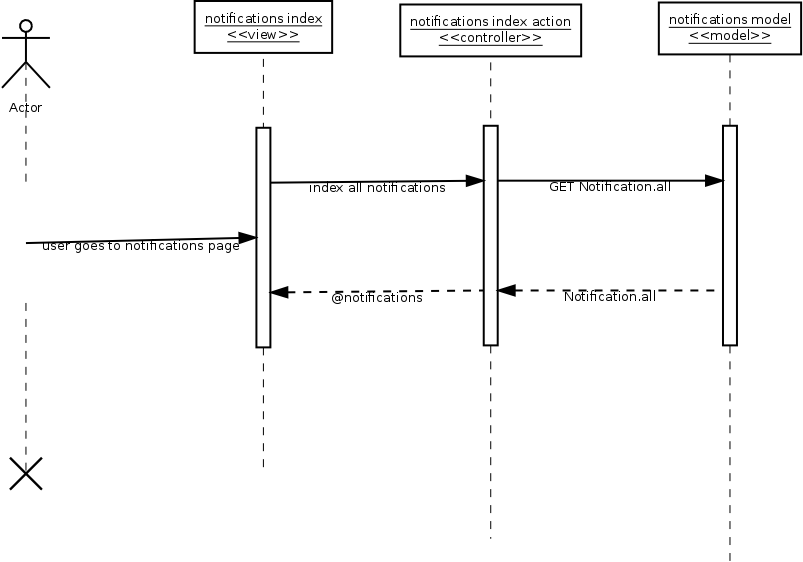 notifications index
<<view>>
notifications index action
<<controller>>
notifications model
<<model>>
Actor
index all notifications
GET Notification.all
user goes to notifications page
@notifications
Notification.all